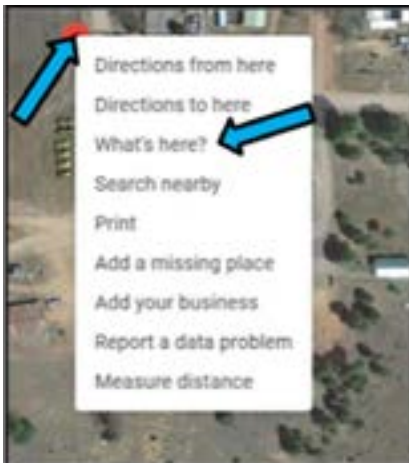 Directions from here
Directions to here
What's here?
Search nearby
Print
Add a missing place
Add your business
Report a data problem
Measure distance